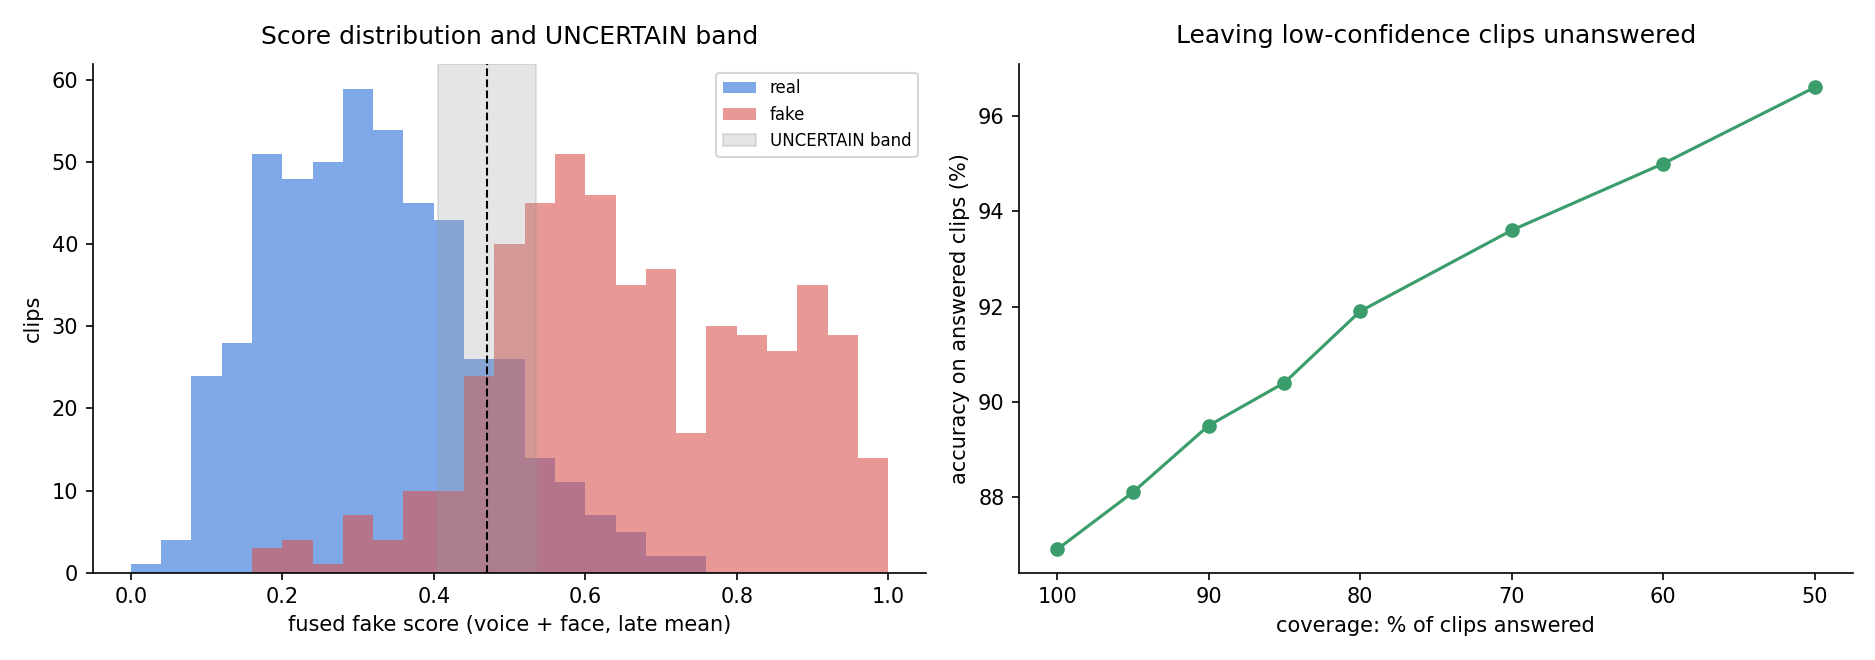 Score distribution and UNCERTAIN band
real
fake
UNCERTAIN band
clips
60
50
40
30
20
10
0
0.0 0.2 0.4 0.6 0.8 1.0
fused fake score (voice + face, late mean)
Leaving low-confidence clips unanswered
accuracy on answered clips (%)
96
94
92
90
88
100 90 80 70 60 50
coverage: % of clips answered